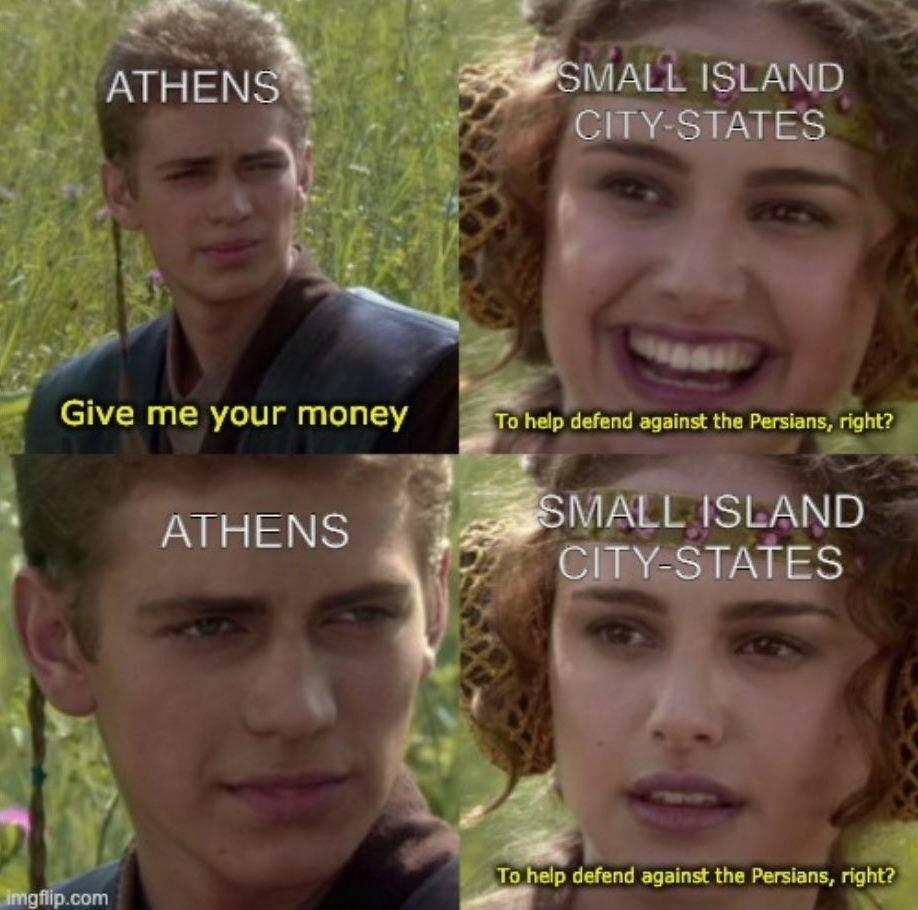 ATHENS
SMALL ISLAND
CITY-STATES
Give me your money
To help defend against the Persians, right?
ATHENS
SMALL ISLAND
CITY-STATES
To help defend against the Persians, right?
imgflip.com